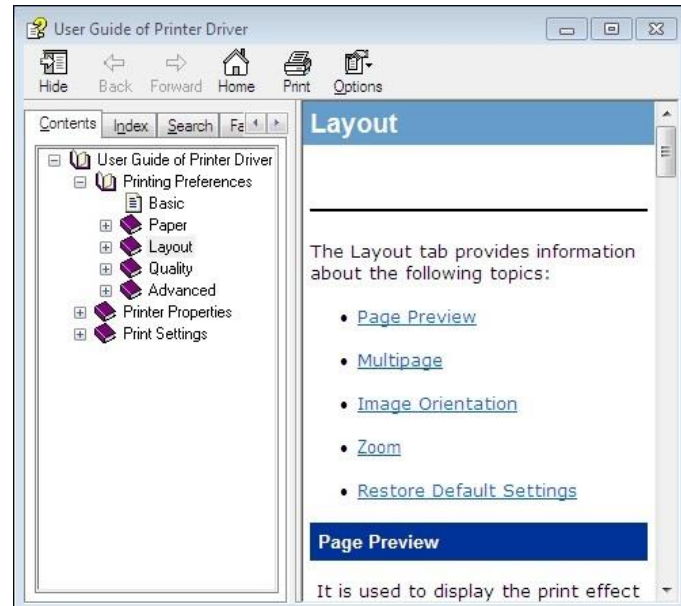 User Guide of Printer Driver
Hide Back Forward Home Print Options
Contents Index Search Fa
User Guide of Printer Driver
Printing Preferences
Basic
Paper
Layout
Quality
Advanced
Printer Properties
Print Settings
Layout
The Layout tab provides information
about the following topics:
Page Preview
Multipage
Image Orientation
Zoom
Restore Default Settings
Page Preview
It is used to display the print effect